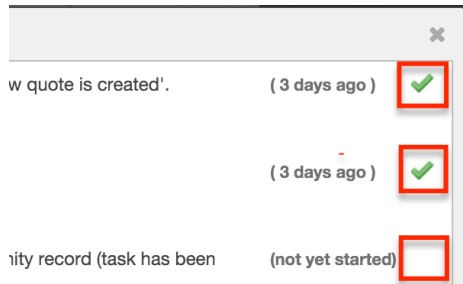 w quote is created'. ( 3 days ago )
( 3 days ago )
nity record (task has been (not yet started)